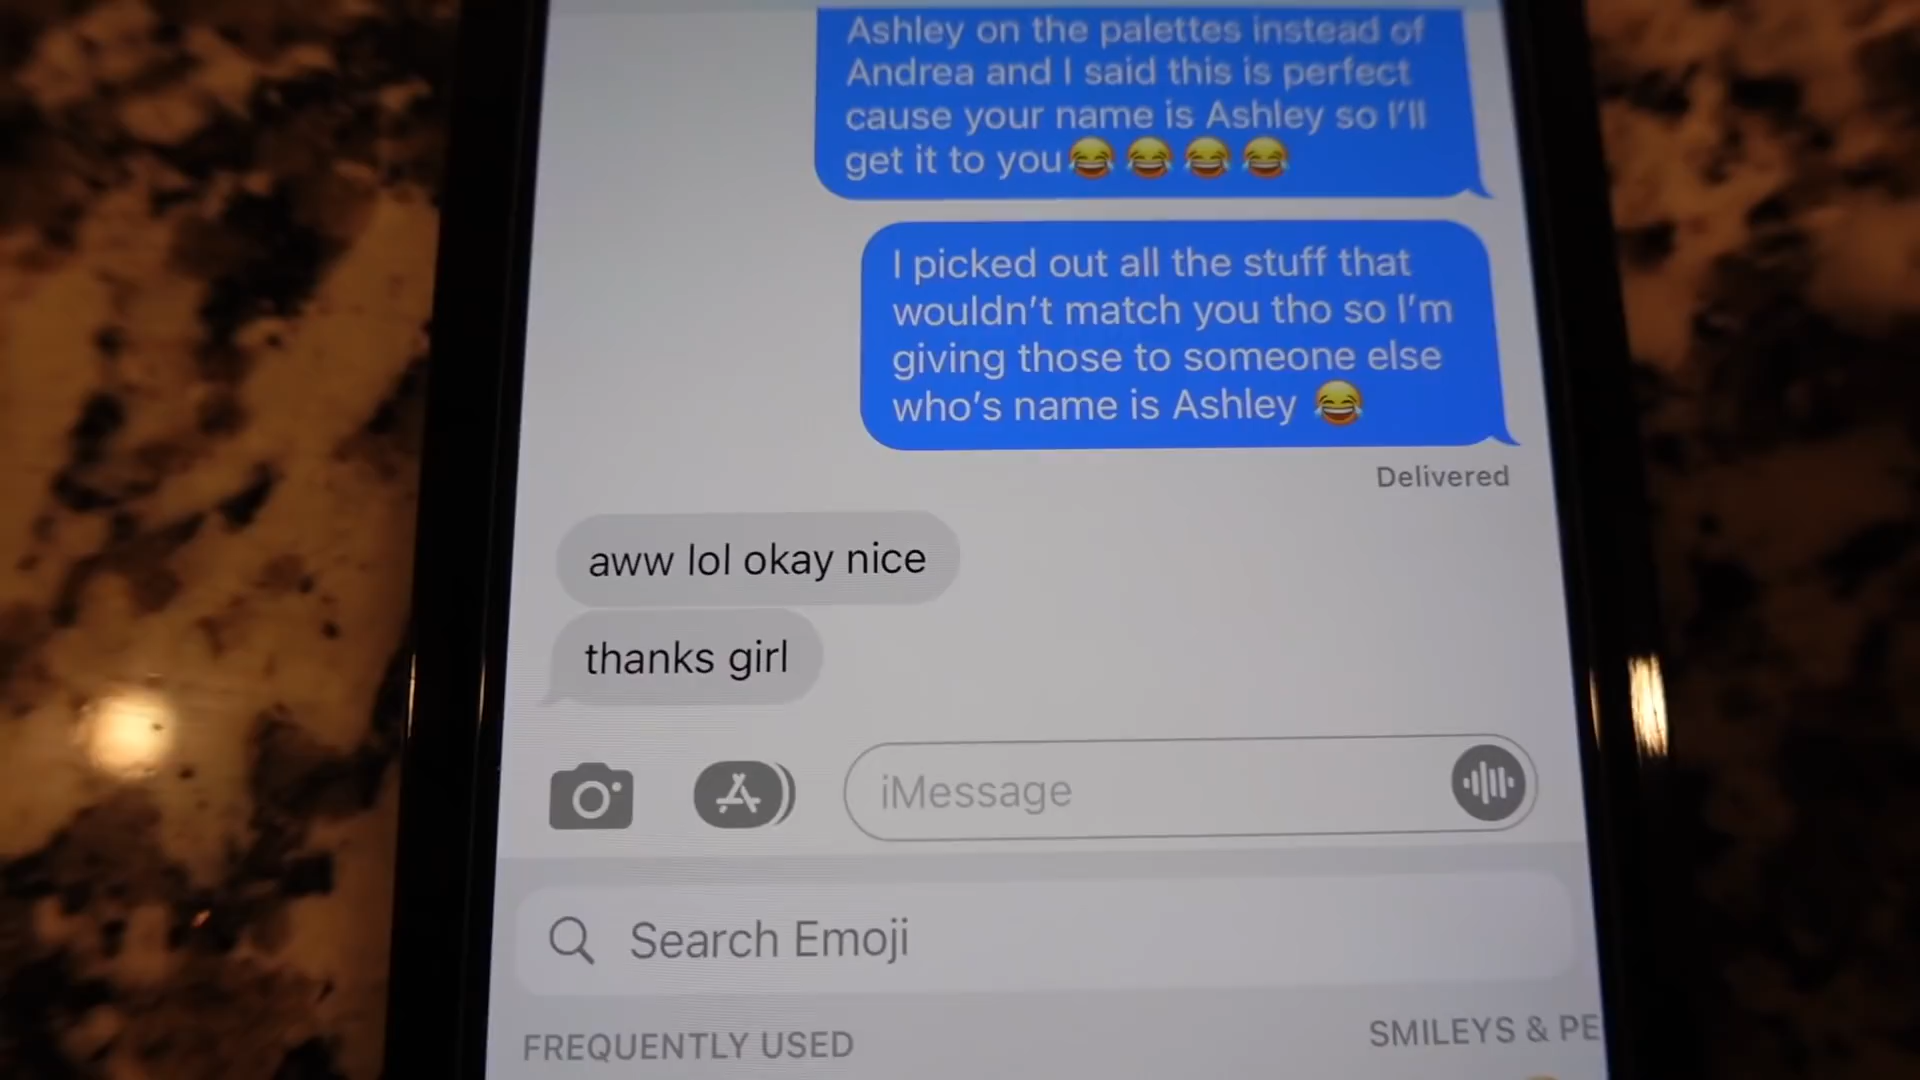 Ashley on the palettes instead of
Andrea and I said this is perfect
cause your name is Ashley so I'll
get it to you😂😂😂😂
I picked out all the stuff that
wouldn't match you tho so I'm
giving those to someone else
who's name is Ashley 😂
Delivered
aww lol okay nice
thanks girl
iMessage
Search Emoji
FREQUENTLY USED
SMILEYS & PE